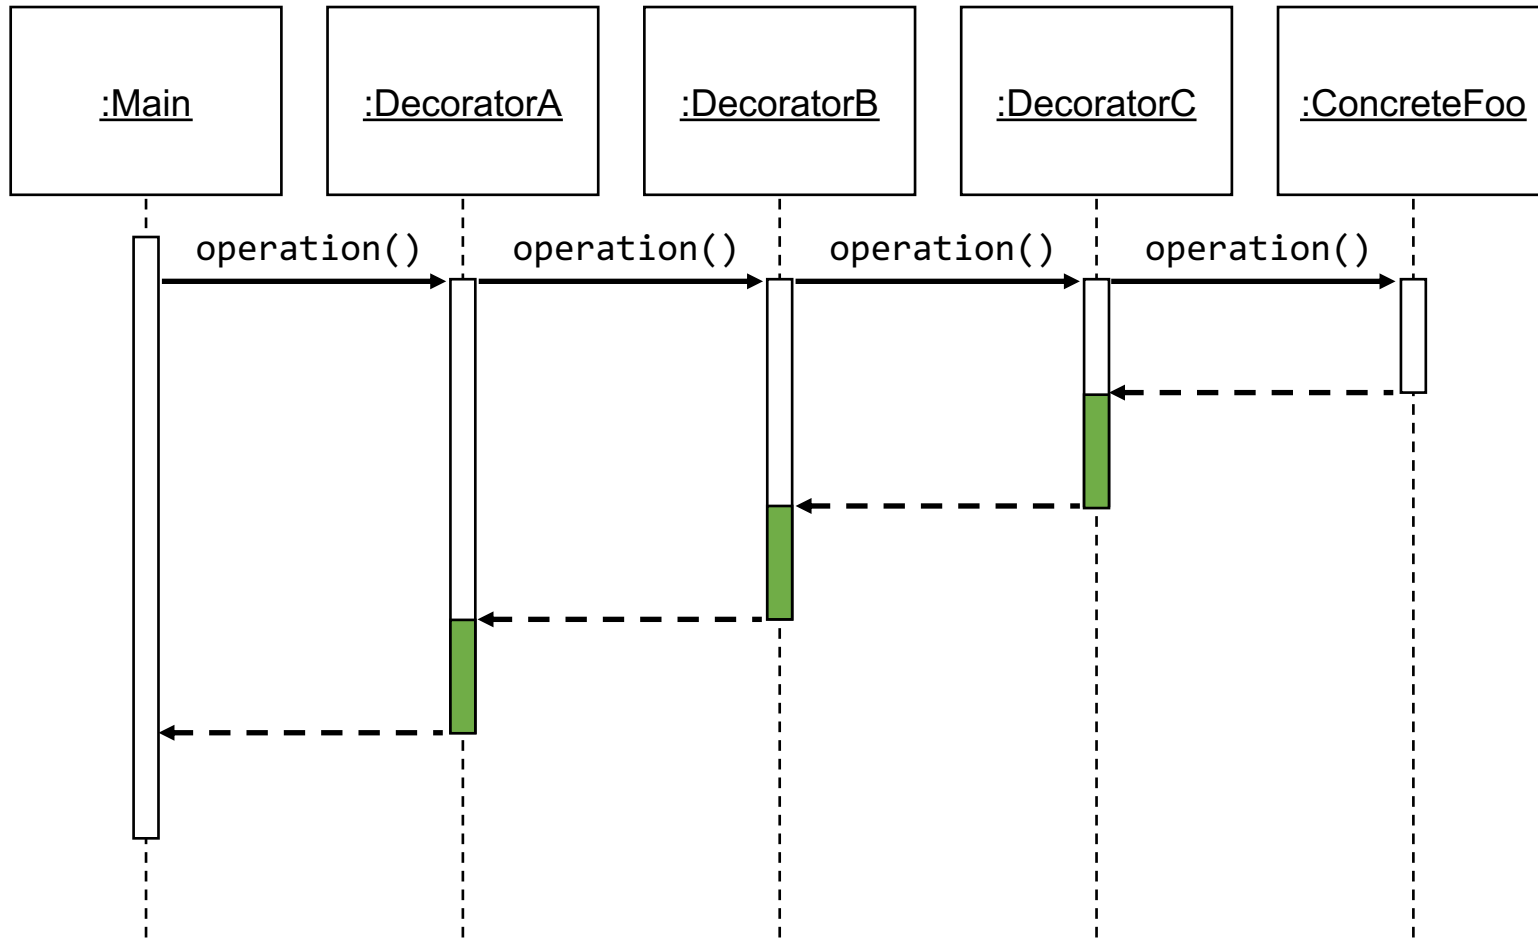 :Main
:DecoratorA
:DecoratorB
:DecoratorC
:ConcreteFoo
operation()
operation()
operation()
operation()